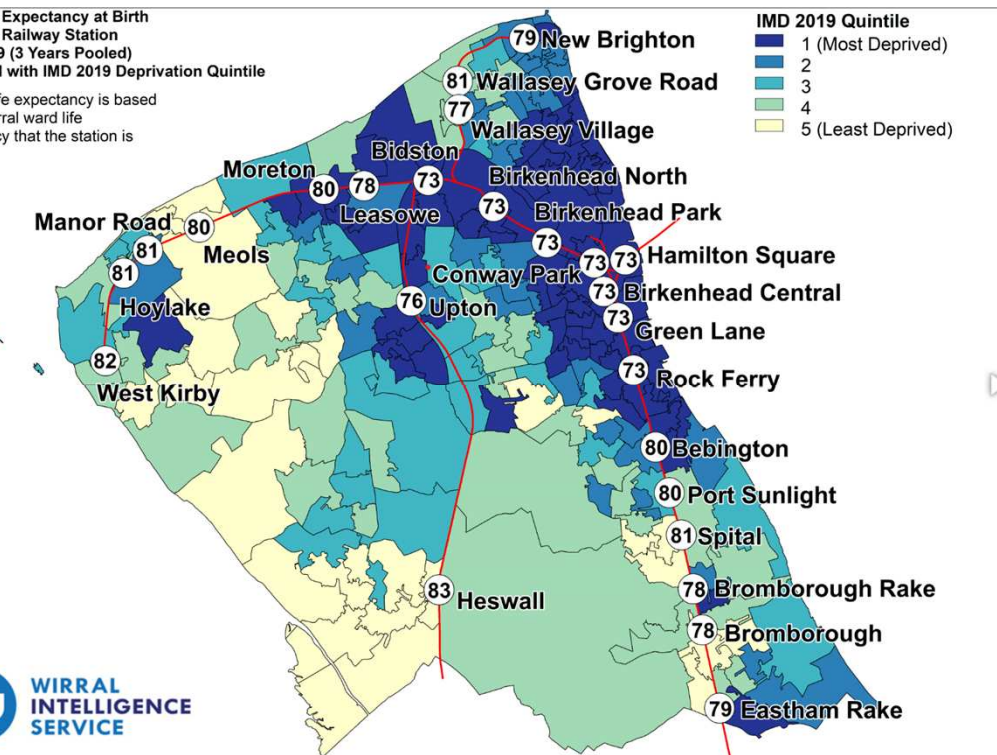 Expectancy at Birth
Railway Station
9 (3 Years Pooled)
with IMD 2019 Deprivation Quintile
fe expectancy is based
rral ward life
cy that the station is
IMD 2019 Quintile
1 (Most Deprived)
2
3
4
5 (Least Deprived)
79 New Brighton
81 Wallasey Grove Road
77
Wallasey Village
Bidston
73
Moreton
80
78
Leasowe
Birkenhead North
73
Birkenhead Park
73
Manor Road
81
80
Meols
81
Hoylake
82
West Kirby
Conway Park 73
73 Hamilton Square
73 Birkenhead Central
76
Upton
73
Green Lane
73
Rock Ferry
80 Bebington
80 Port Sunlight
81 Spital
78 Bromborough Rake
83 Heswall
78 Bromborough
79 Eastham Rake
WIRRAL
INTELLIGENCE
SERVICE